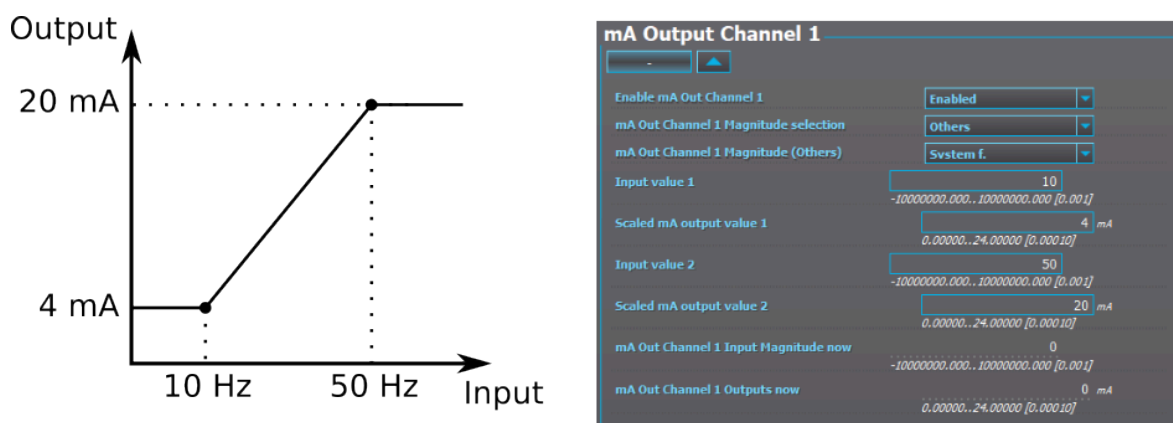 Output
20 mA
4 mA
10 Hz
50 Hz
Input
mA Output Channel 1
-
Enable mA Out Channel 1 Enabled
mA Out Channel 1 Magnitude selection Others
mA Out Channel 1 Magnitude (Others) System f.
Input value 1 10
-10000000.000..10000000.000 [0.001]
Scaled mA output value 1 4 mA
0.00000..24.00000 [0.00010]
Input value 2 50
-10000000.000..10000000.000 [0.001]
Scaled mA output value 2 20 mA
0.00000..24.00000 [0.00010]
mA Out Channel 1 Input Magnitude now 0
-10000000.000..10000000.000 [0.001]
mA Out Channel 1 Outputs now 0 mA
0.00000..24.00000 [0.00010]